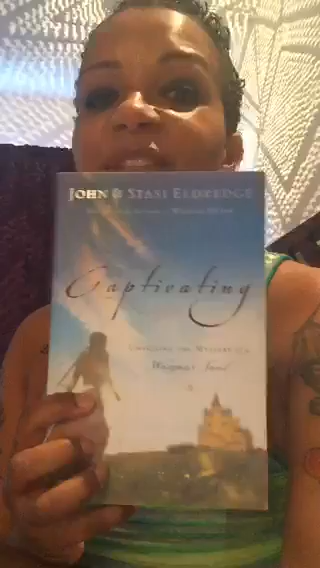 JOHN & STASI ELDREDGE
Captivating
UNVEILING THE MYSTERY OF A
Woman's Soul